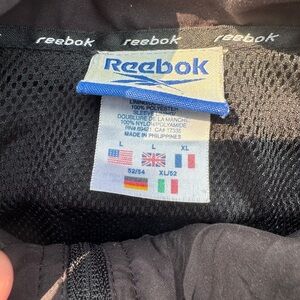 reebok reebok reebok
Reebok
100% POLYESTER
DOUBLURE DE LA MANCHE
100% NYLON/POLYAMIDE
MADE IN PHILIPPINES
L L XL
52/54 XL/52